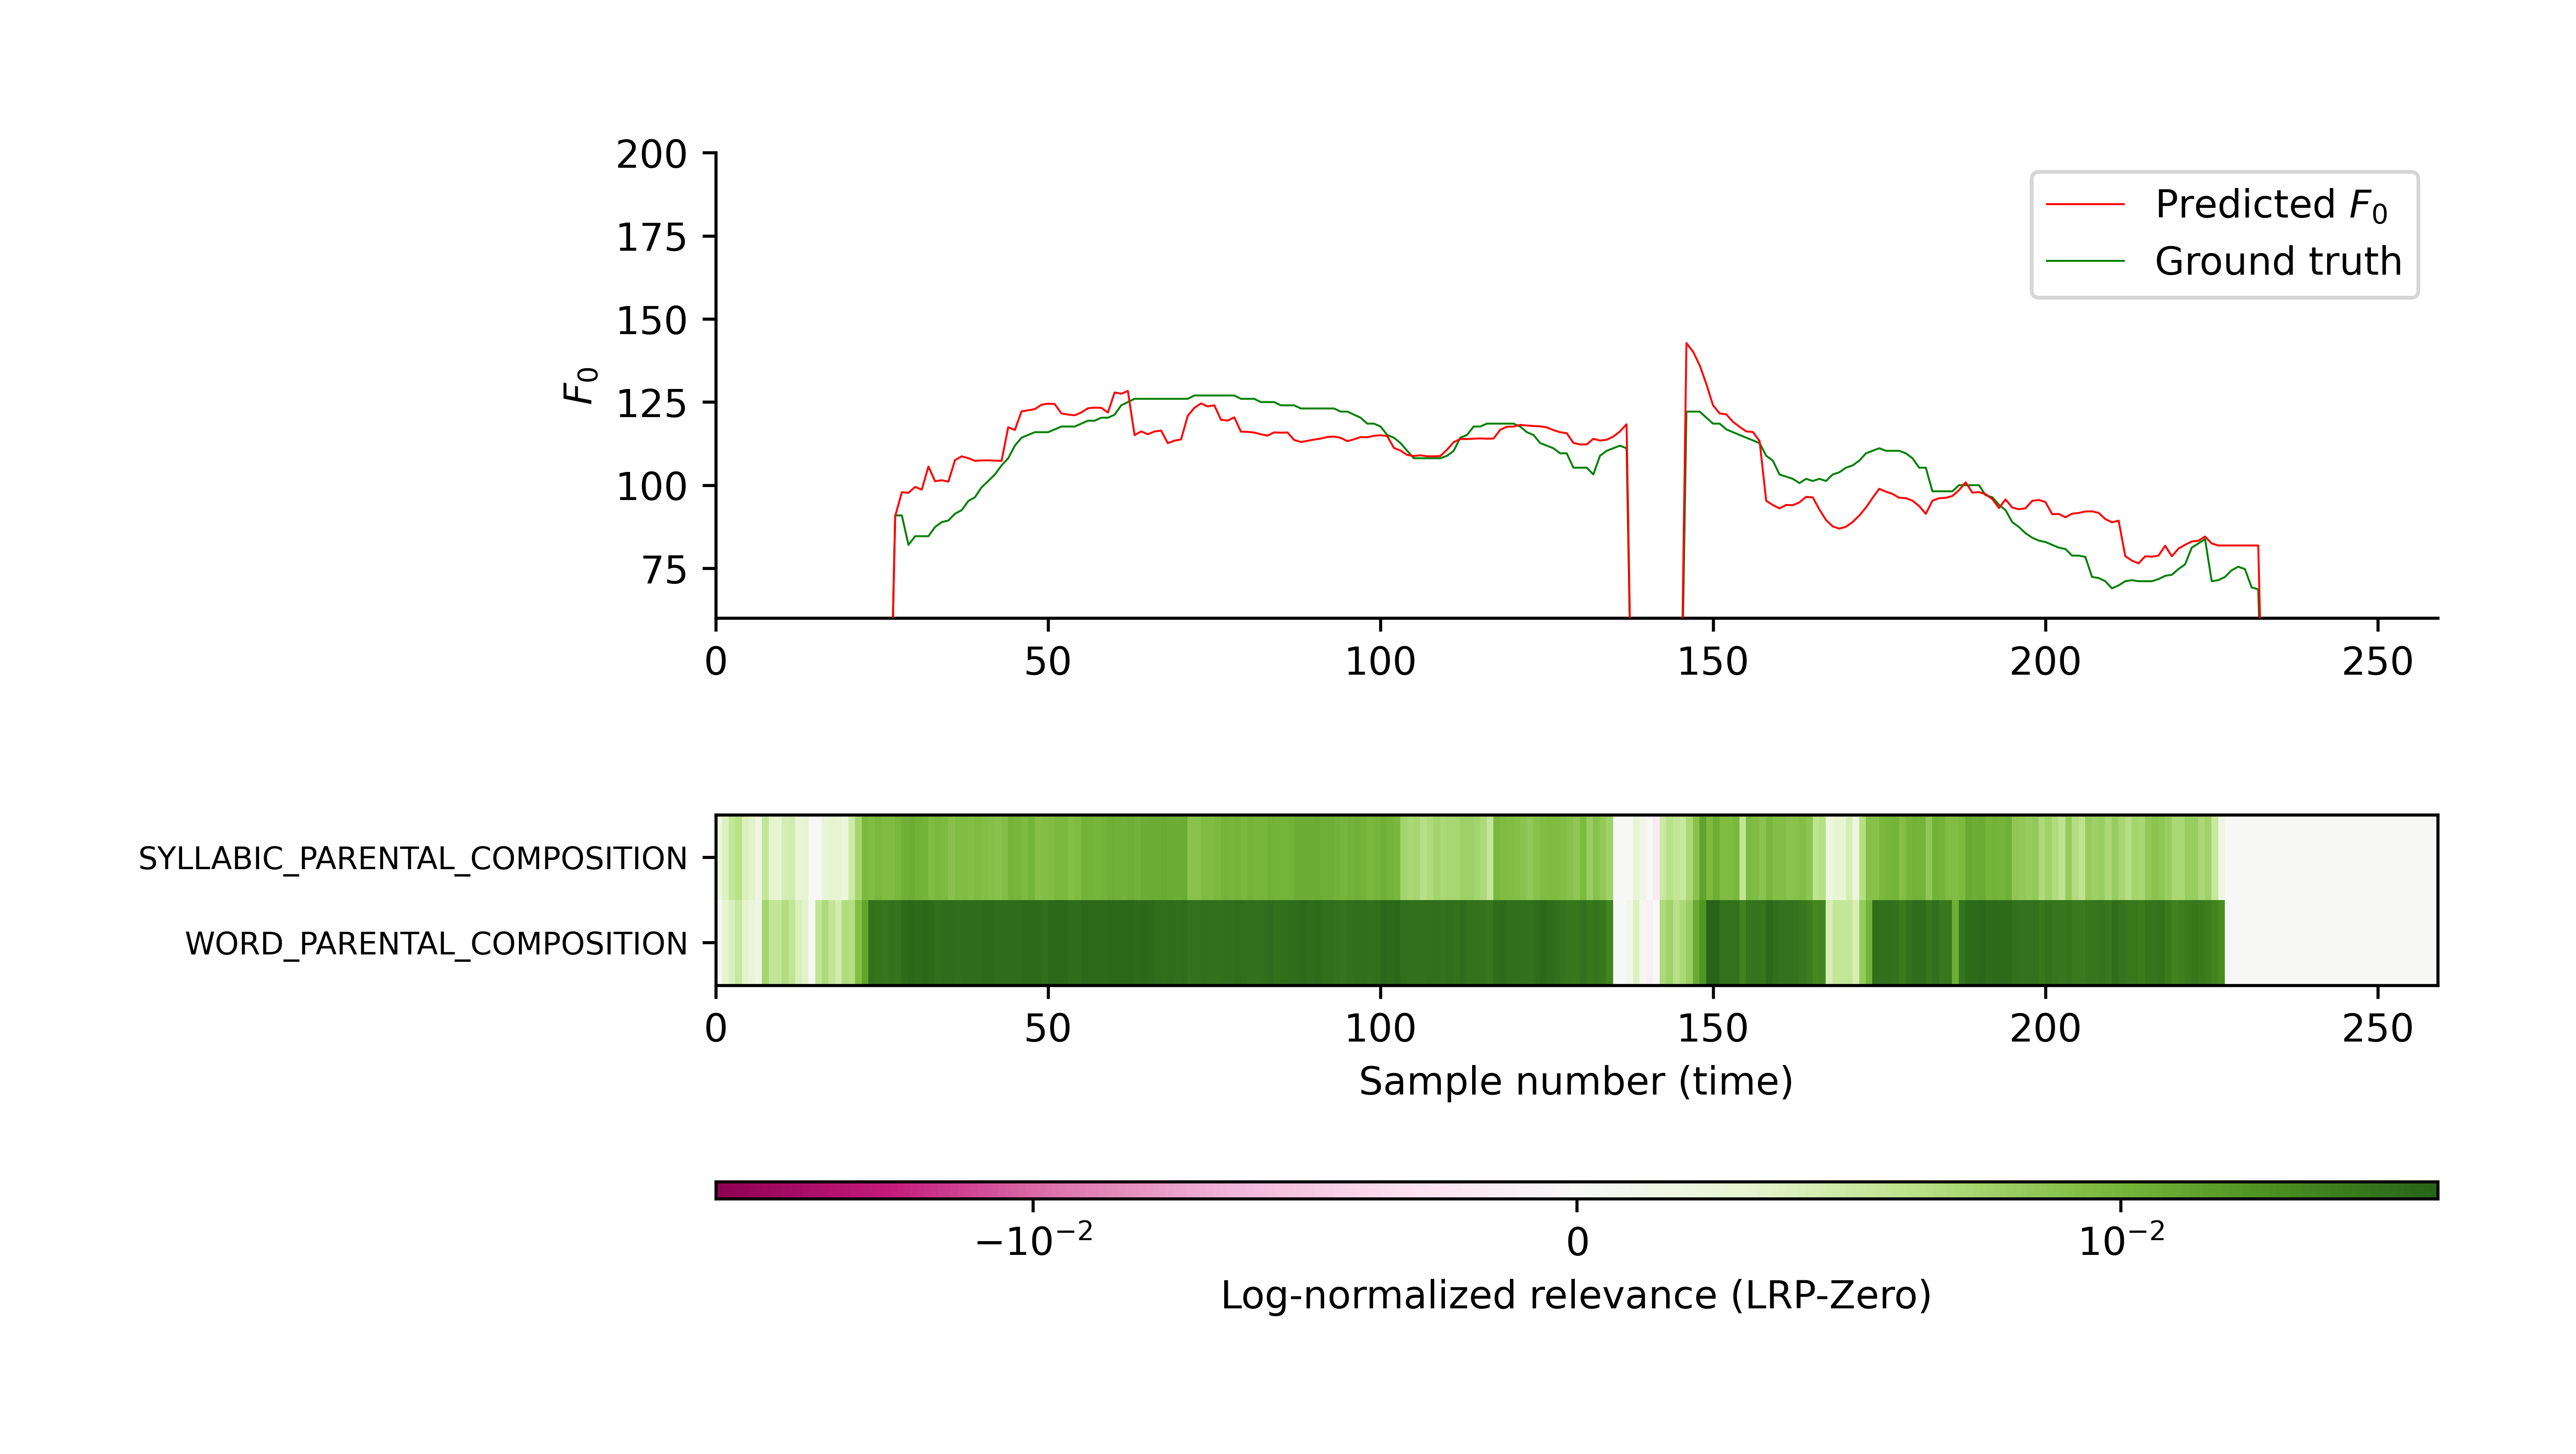 200
175
150
125
100
75
F₀
Predicted F₀
Ground truth
0 50 100 150 200 250
SYLLABIC_PARENTAL_COMPOSITION
WORD_PARENTAL_COMPOSITION
0 50 100 150 200 250
Sample number (time)
−10⁻² 0 10⁻²
Log-normalized relevance (LRP-Zero)